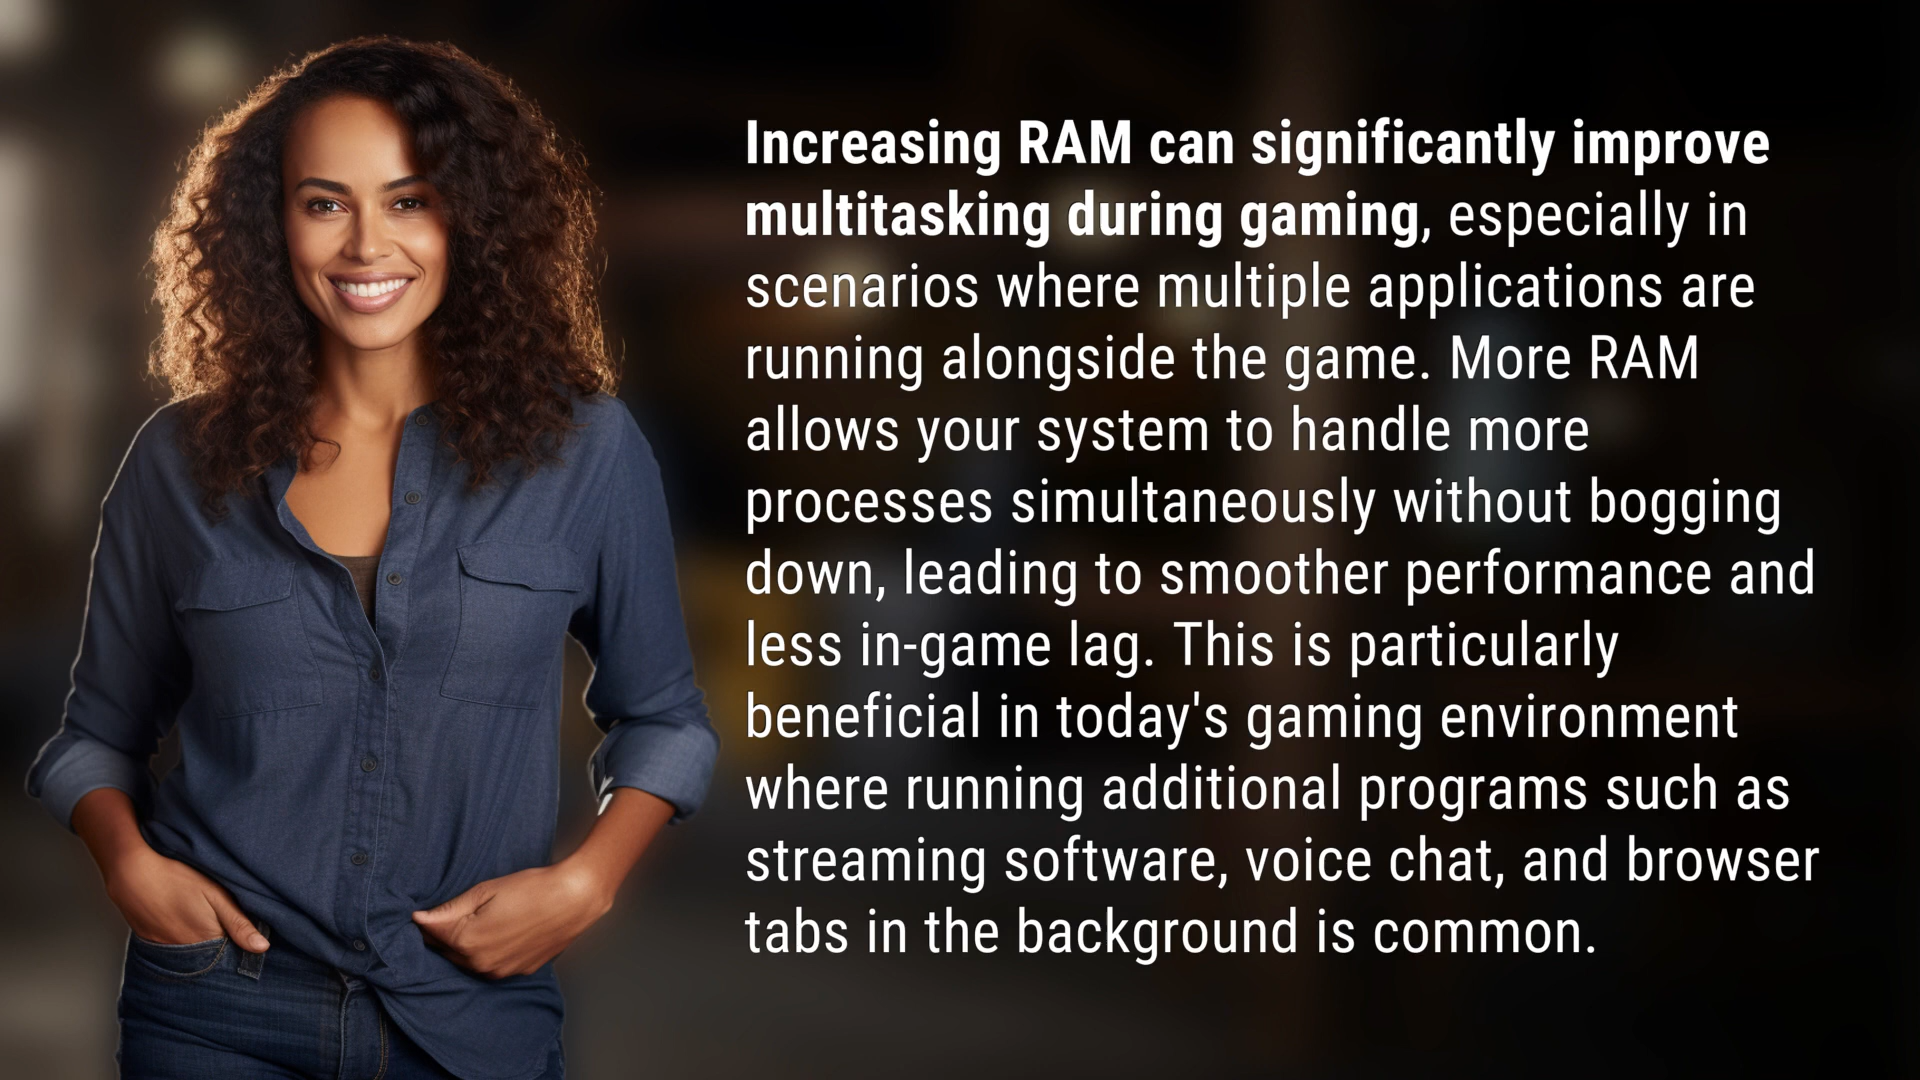 Increasing RAM can significantly improve
multitasking during gaming, especially in
scenarios where multiple applications are
running alongside the game. More RAM
allows your system to handle more
processes simultaneously without bogging
down, leading to smoother performance and
less in-game lag. This is particularly
beneficial in today's gaming environment
where running additional programs such as
streaming software, voice chat, and browser
tabs in the background is common.